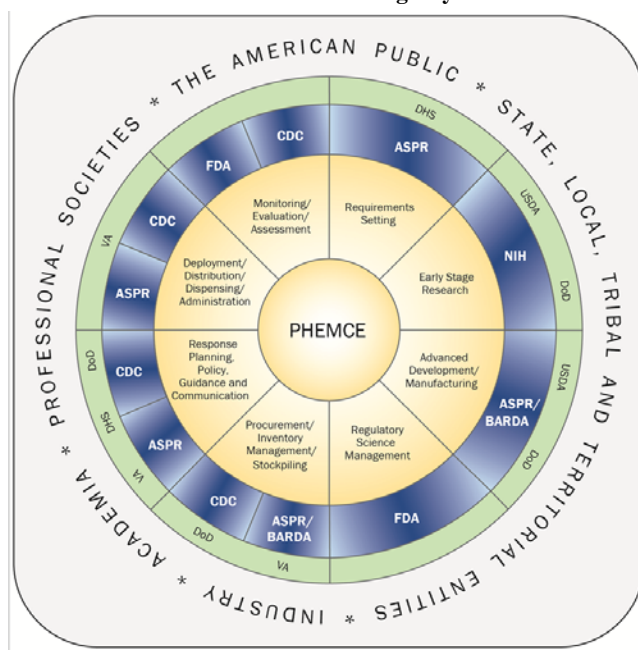 PROFESSIONAL SOCIETIES * THE AMERICAN PUBLIC * STATE, LOCAL, TRIBAL AND TERRITORIAL ENTITIES * INDUSTRY * ACADEMIA *
DHS
ASPR
Requirements
Setting
USDA
DoD
NIH
Early Stage
Research
USDA
DoD
ASPR/
BARDA
Advanced
Development/
Manufacturing
FDA
Regulatory
Science
Management
VA
DoD
ASPR/
BARDA
CDC
Procurement/
Inventory
Management/
Stockpiling
VA
DHS
DoD
ASPR
CDC
Response
Planning,
Policy,
Guidance and
Communication
VA
ASPR
CDC
Deployment/
Distribution/
Dispensing/
Administration
FDA
CDC
Monitoring/
Evaluation/
Assessment
PHEMCE